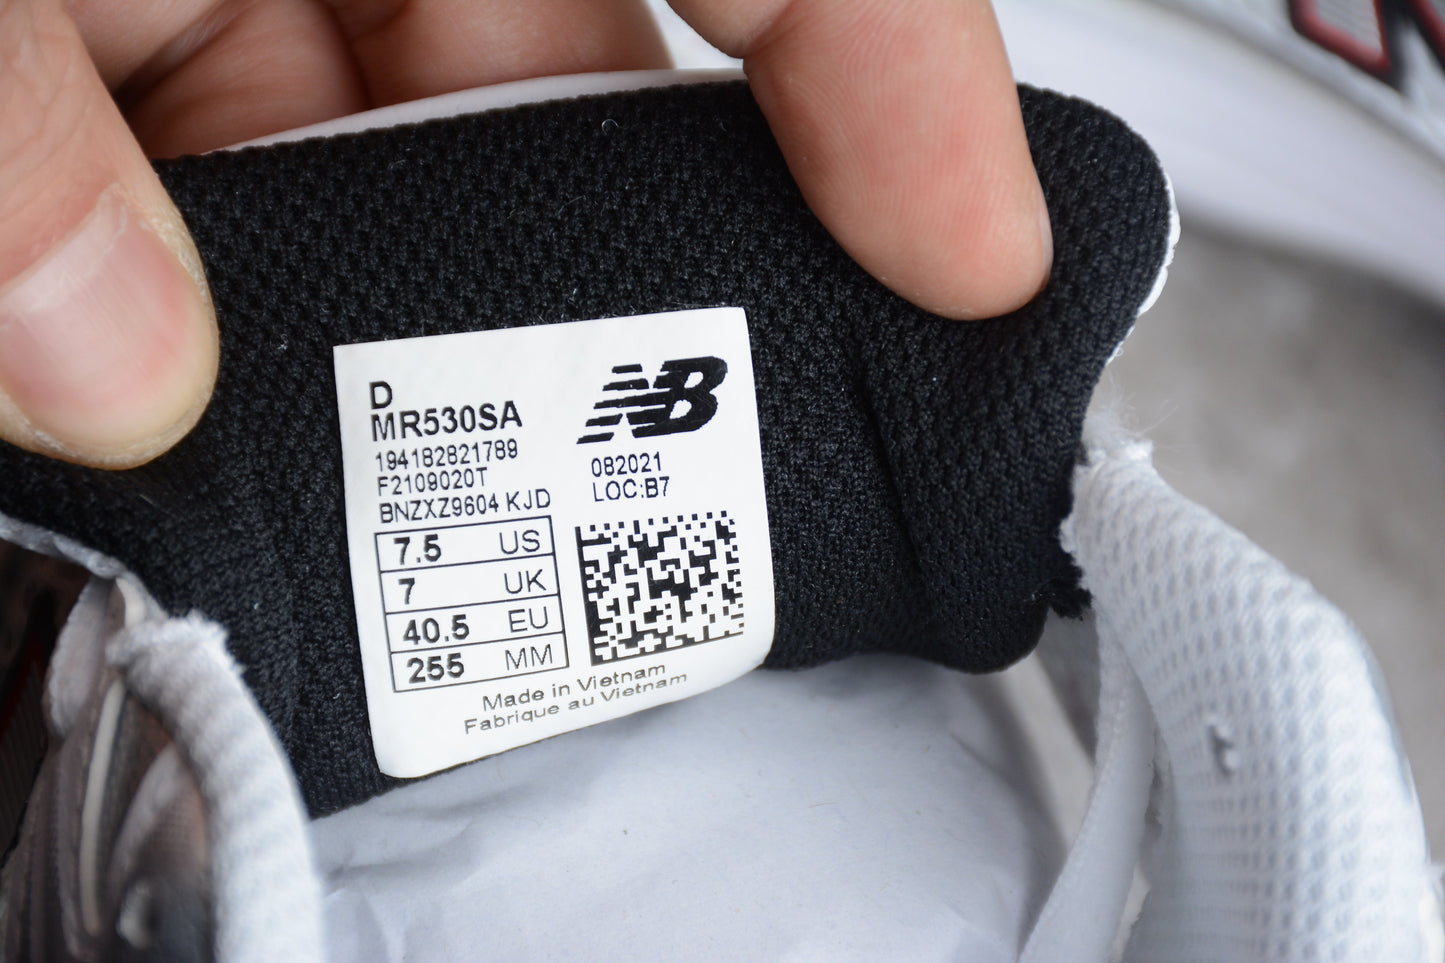 D
MR530SA
194182821789
F2109020T
BNZXZ9604 KJD
7.5 US
7 UK
40.5 EU
255 MM
NB
082021
LOC:B7
Made in Vietnam
Fabrique au Vietnam